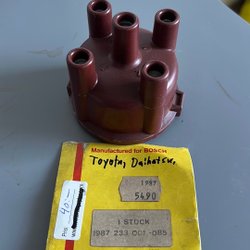 Manufactured for BOSCH
Toyota, Daihatsu,
1987
5490
1 STÜCK
1987 233 001 -085
40.-